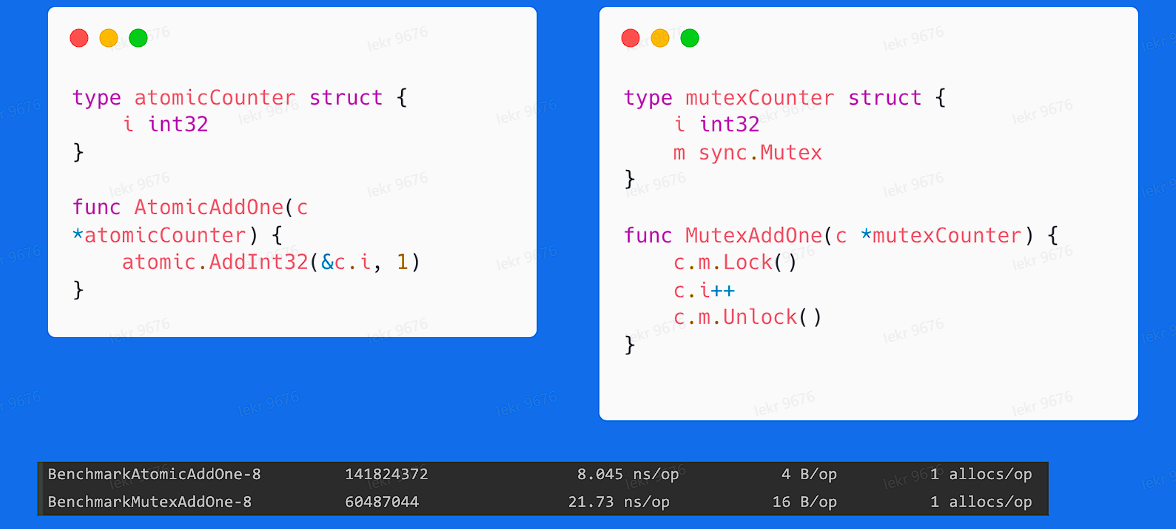 type atomicCounter struct {
    i int32
}
func AtomicAddOne(c
*atomicCounter) {
    atomic.AddInt32(&c.i, 1)
}
type mutexCounter struct {
    i int32
    m sync.Mutex
}
func MutexAddOne(c *mutexCounter) {
    c.m.Lock()
    c.i++
    c.m.Unlock()
}
BenchmarkAtomicAddOne-8 141824372 8.045 ns/op 4 B/op 1 allocs/op
BenchmarkMutexAddOne-8 60487044 21.73 ns/op 16 B/op 1 allocs/op